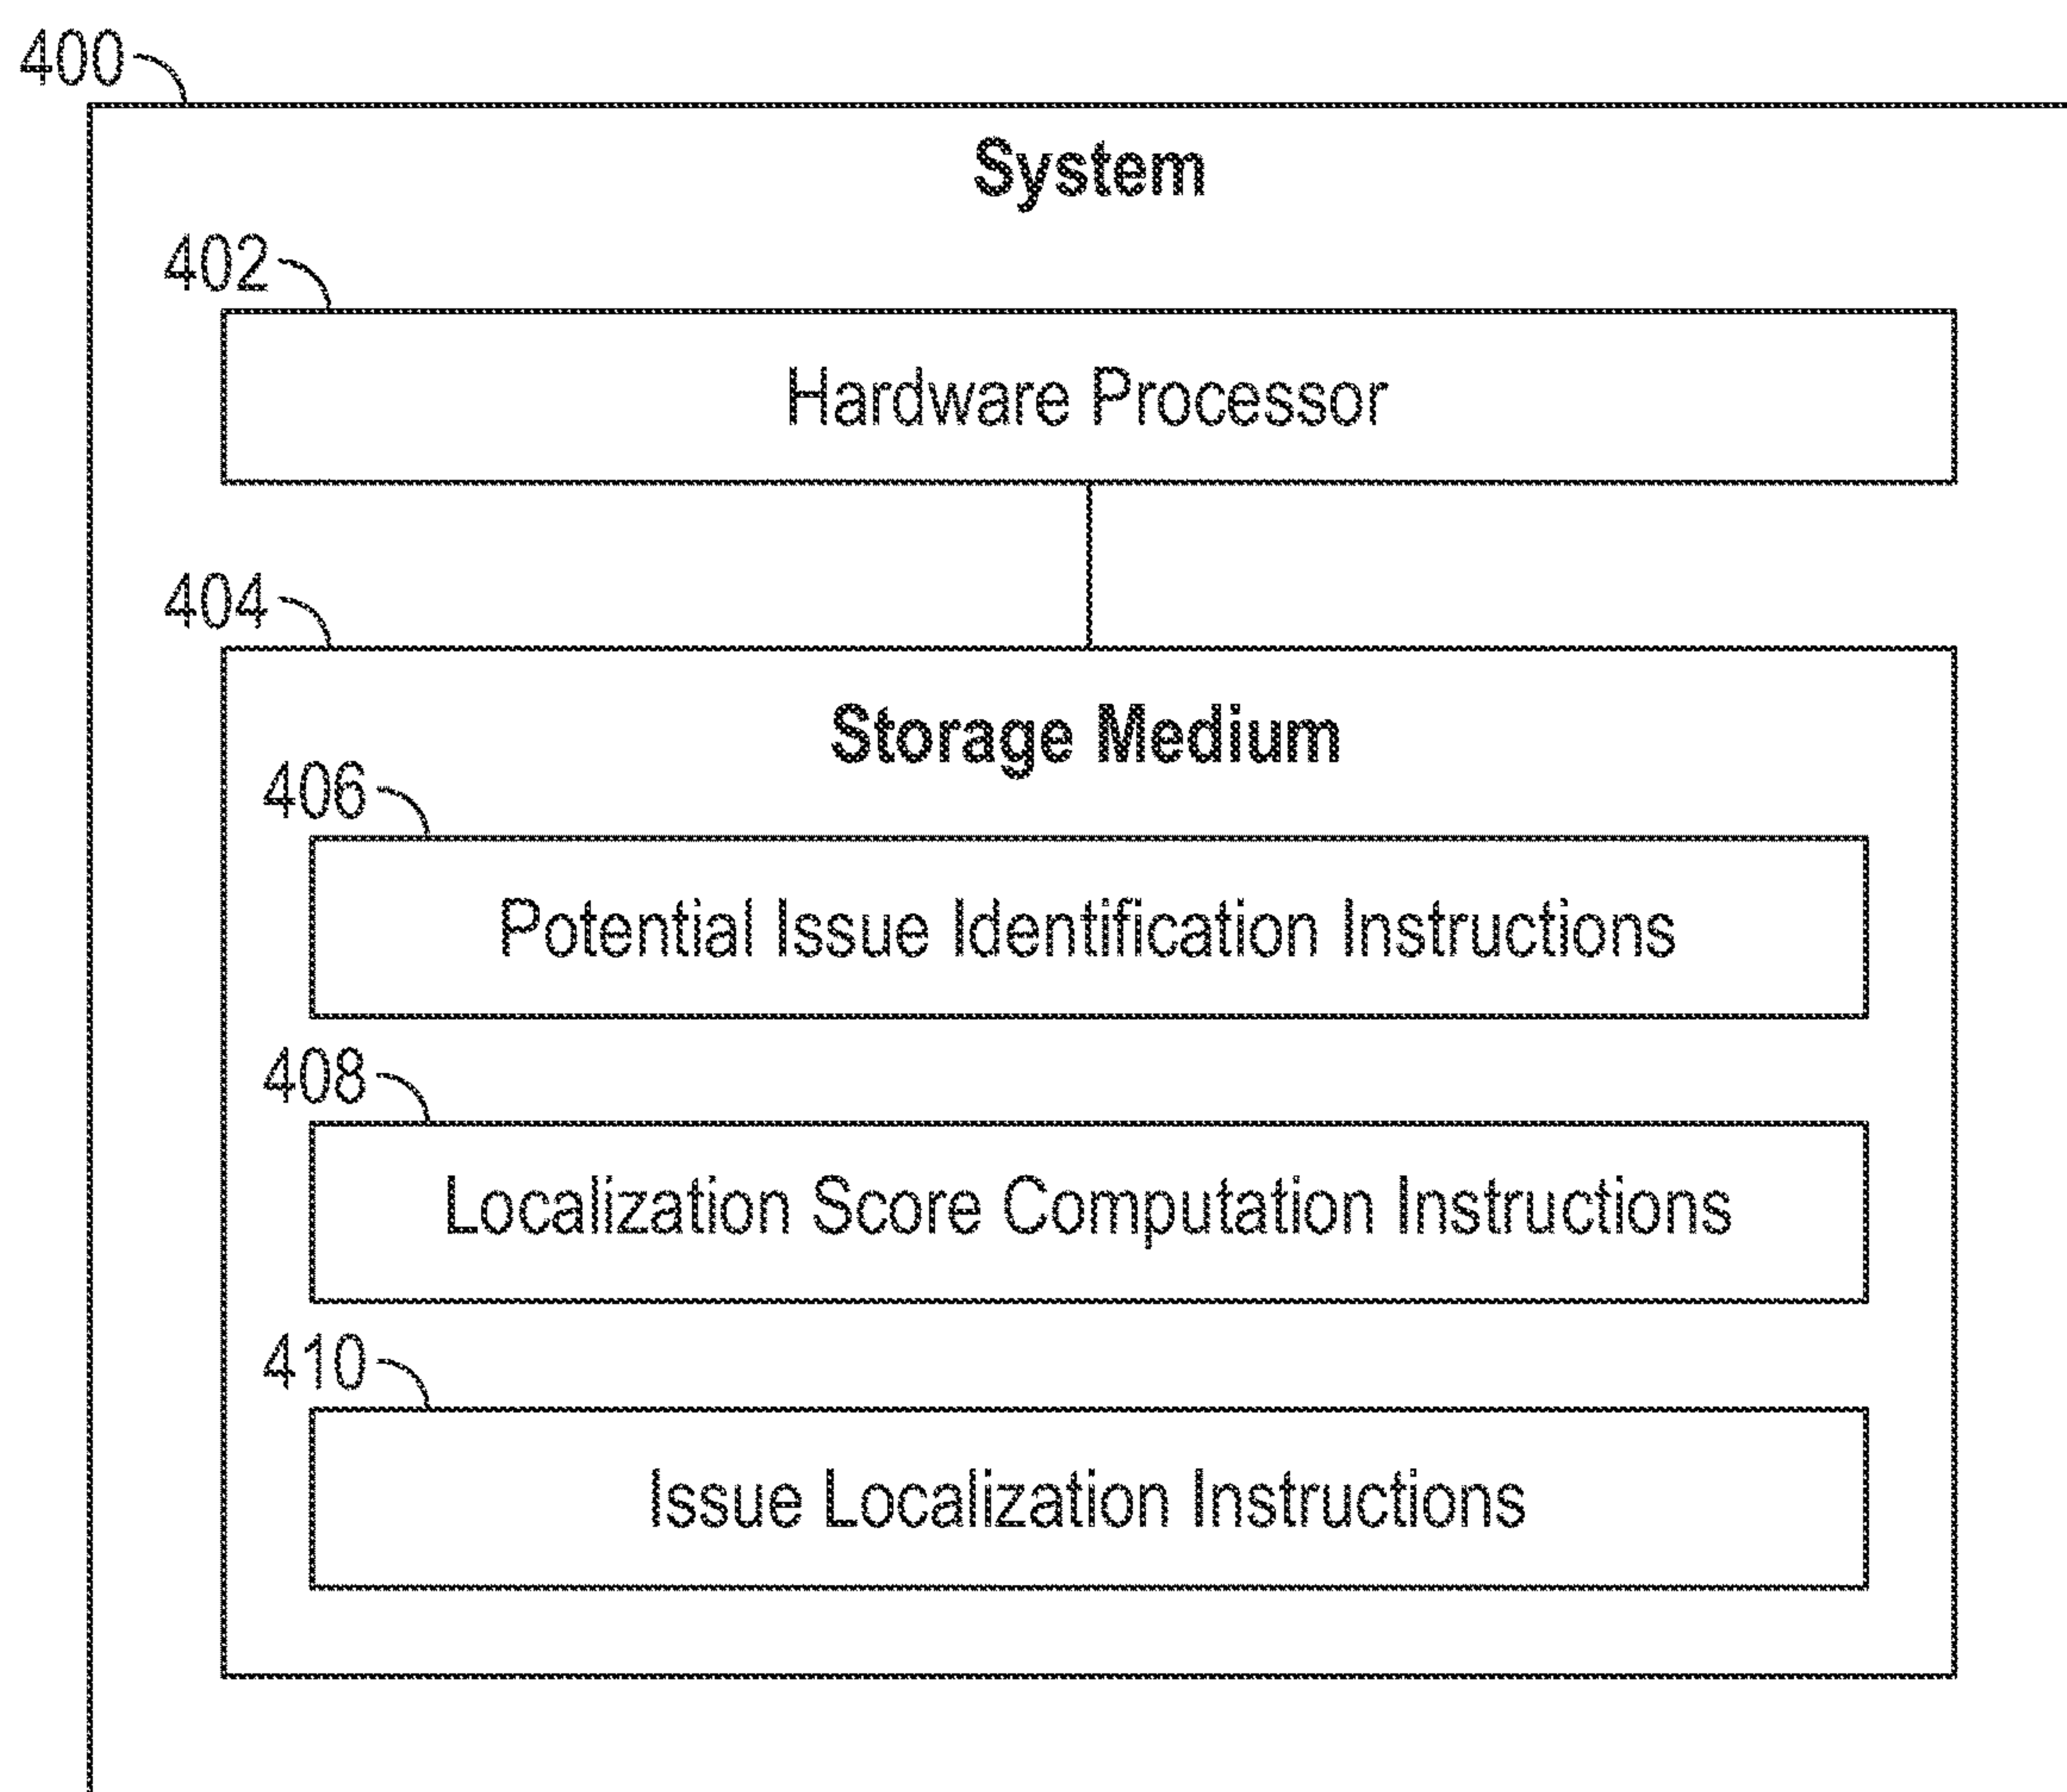 400
System
402
Hardware Processor
404
Storage Medium
406
Potential Issue Identification Instructions
408
Localization Score Computation Instructions
410
Issue Localization Instructions